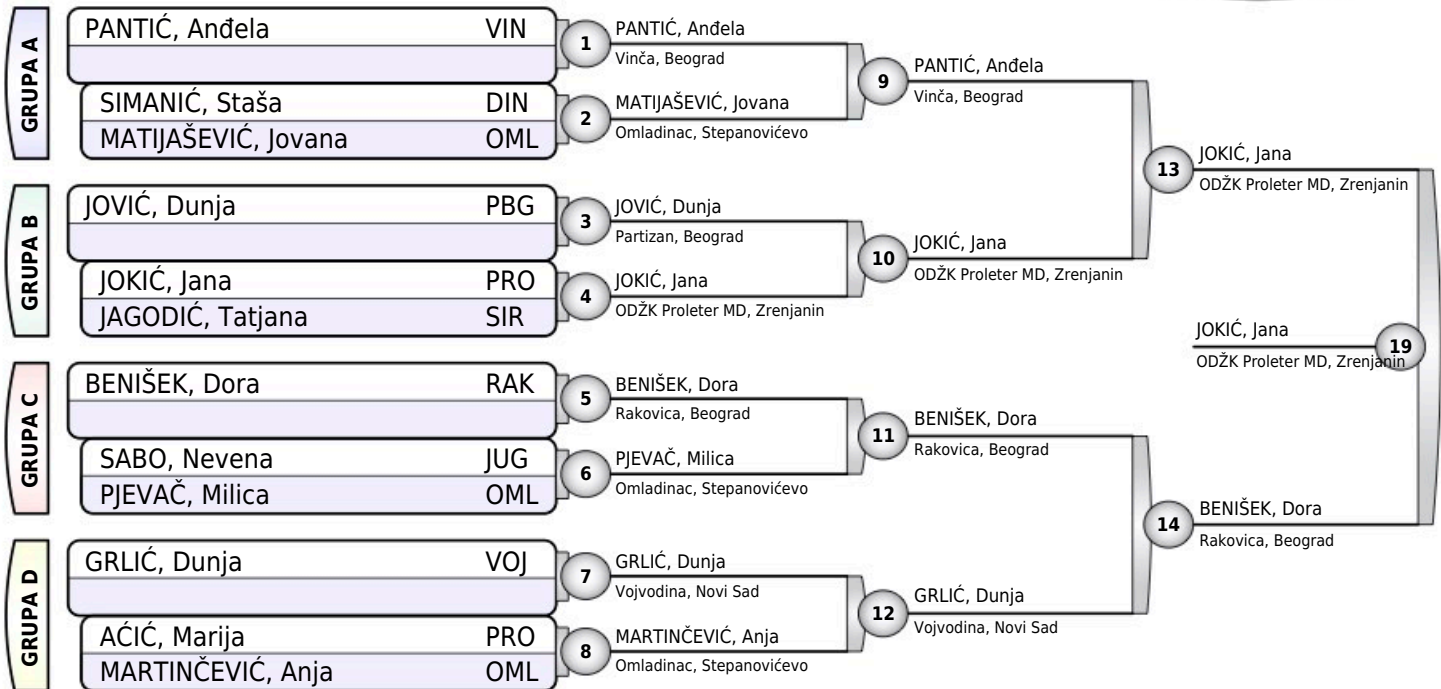 GRUPA A
PANTIĆ, Anđela VIN
SIMANIĆ, Staša DIN
MATIJAŠEVIĆ, Jovana OML
1
PANTIĆ, Anđela
Vinča, Beograd
2
MATIJAŠEVIĆ, Jovana
Omladinac, Stepanovićevo
9
PANTIĆ, Anđela
Vinča, Beograd
GRUPA B
JOVIĆ, Dunja PBG
JOKIĆ, Jana PRO
JAGODIĆ, Tatjana SIR
3
JOVIĆ, Dunja
Partizan, Beograd
4
JOKIĆ, Jana
ODŽK Proleter MD, Zrenjanin
10
JOKIĆ, Jana
ODŽK Proleter MD, Zrenjanin
13
JOKIĆ, Jana
ODŽK Proleter MD, Zrenjanin
GRUPA C
BENIŠEK, Dora RAK
SABO, Nevena JUG
PJEVAČ, Milica OML
5
BENIŠEK, Dora
Rakovica, Beograd
6
PJEVAČ, Milica
Omladinac, Stepanovićevo
11
BENIŠEK, Dora
Rakovica, Beograd
GRUPA D
GRLIĆ, Dunja VOJ
AĆIĆ, Marija PRO
MARTINČEVIĆ, Anja OML
7
GRLIĆ, Dunja
Vojvodina, Novi Sad
8
MARTINČEVIĆ, Anja
Omladinac, Stepanovićevo
12
GRLIĆ, Dunja
Vojvodina, Novi Sad
14
BENIŠEK, Dora
Rakovica, Beograd
JOKIĆ, Jana
ODŽK Proleter MD, Zrenjanin
19